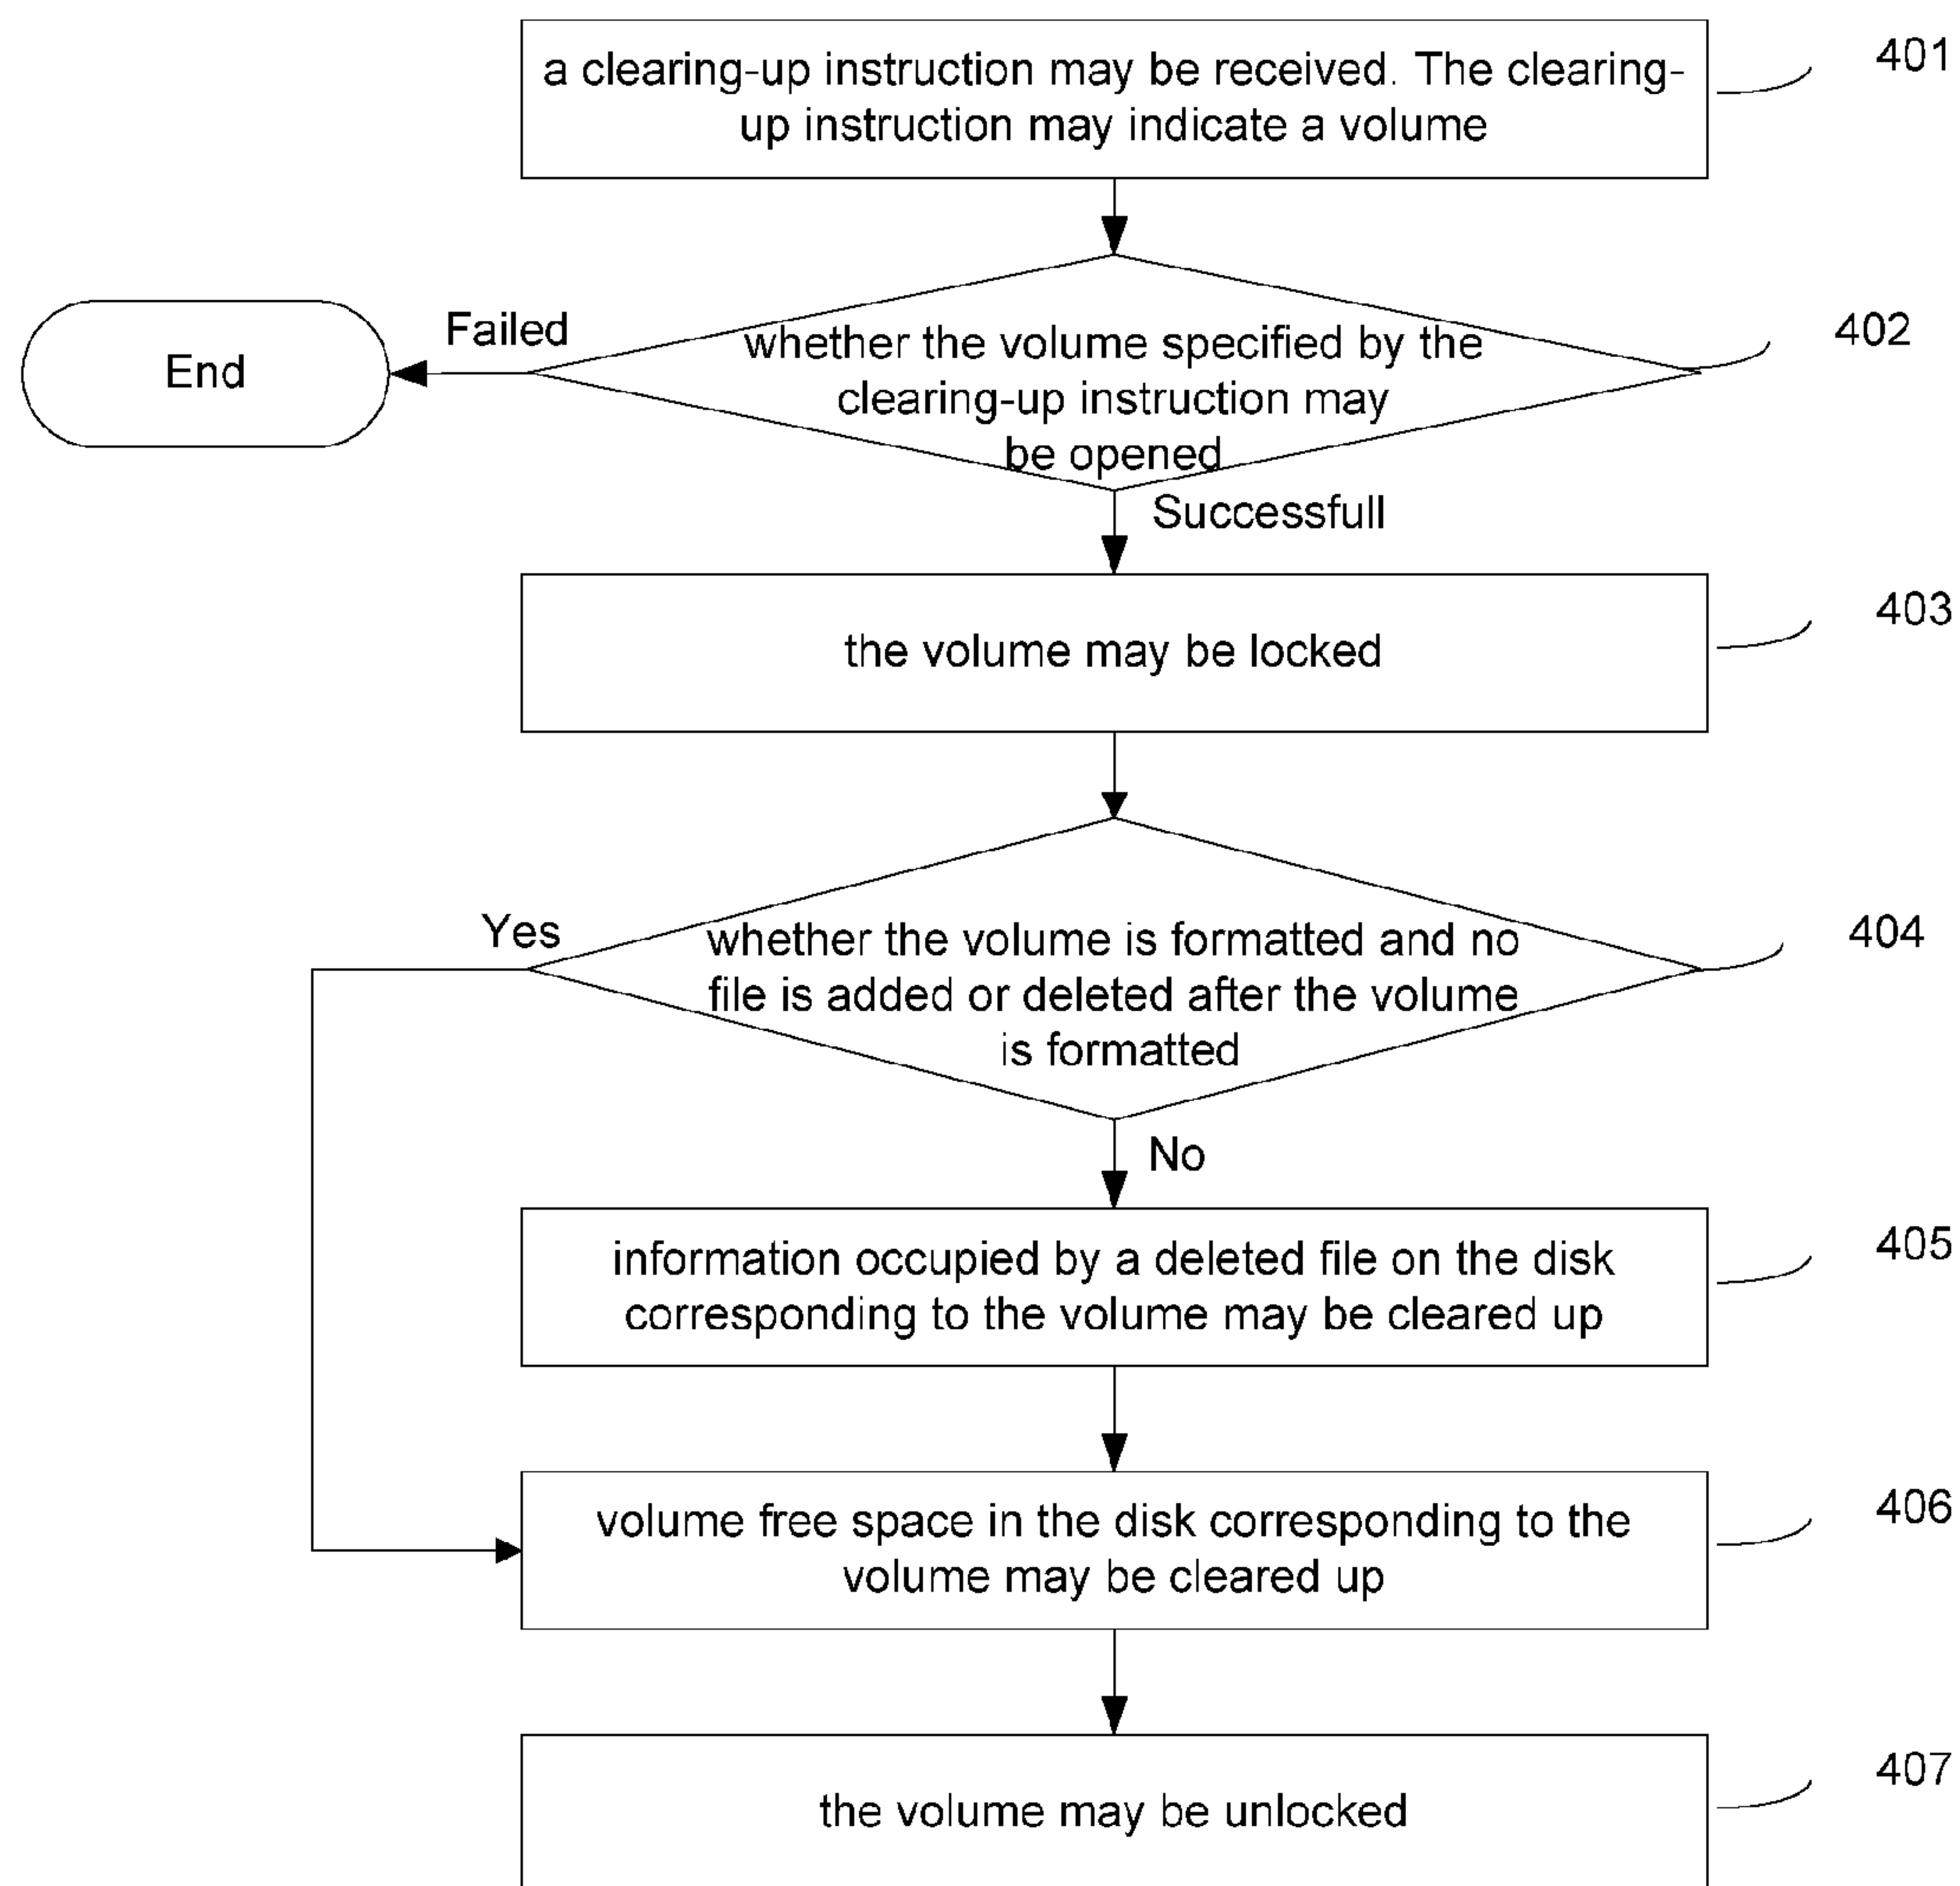 a clearing-up instruction may be received. The clearing-
up instruction may indicate a volume
401
End
Failed
whether the volume specified by the
clearing-up instruction may
be opened
402
Successfull
the volume may be locked
403
Yes
whether the volume is formatted and no
file is added or deleted after the volume
is formatted
404
No
information occupied by a deleted file on the disk
corresponding to the volume may be cleared up
405
volume free space in the disk corresponding to the
volume may be cleared up
406
the volume may be unlocked
407